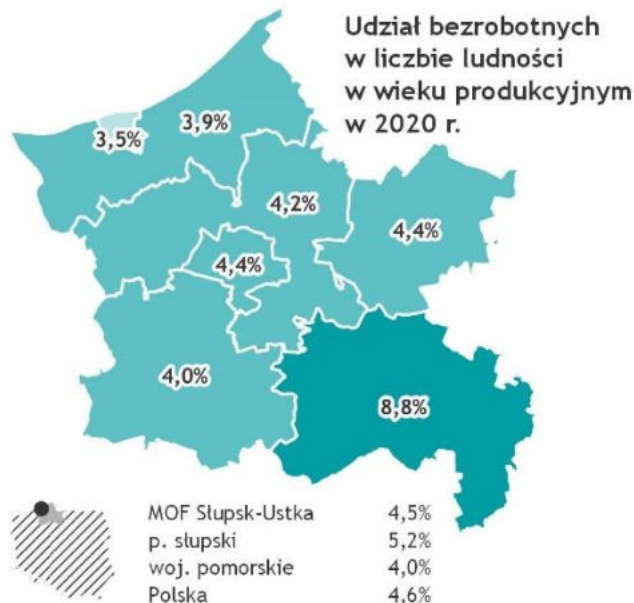 Udział bezrobotnych
w liczbie ludności
w wieku produkcyjnym
w 2020 r.
3,9%
3,5%
4,2%
4,4%
4,4%
4,0%
8,8%
MOF Słupsk-Ustka 4,5%
p. słupski 5,2%
woj. pomorskie 4,0%
Polska 4,6%